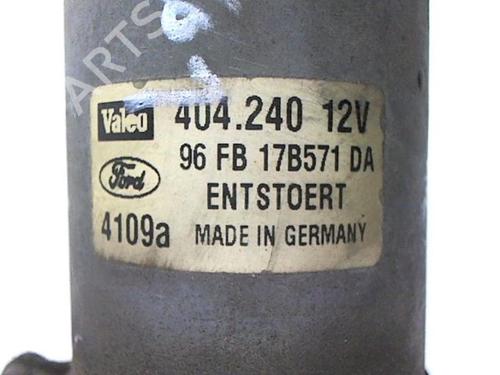 Valeo 404.240 12V
Ford 96 FB 17B571 DA
ENTSTOERT
4109a MADE IN GERMANY